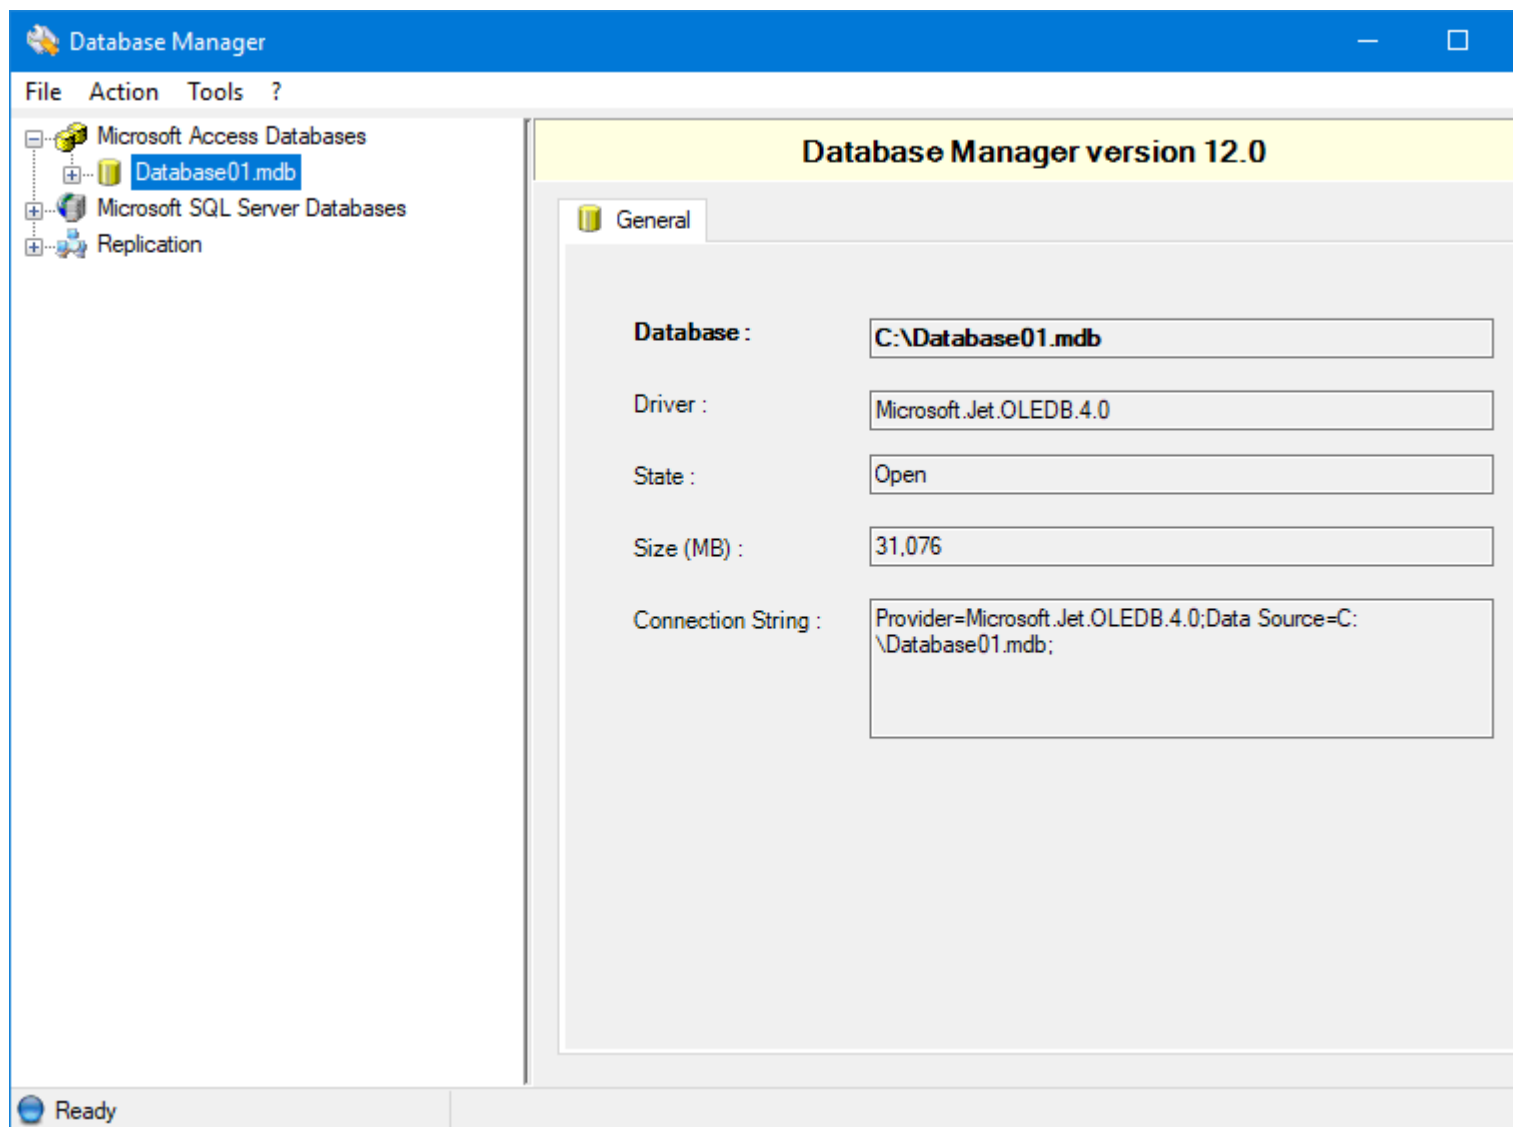 Database Manager
File Action Tools ?
Microsoft Access Databases
Database01.mdb
Microsoft SQL Server Databases
Replication
Database Manager version 12.0
General
Database : C:\Database01.mdb
Driver : Microsoft.Jet.OLEDB.4.0
State : Open
Size (MB) : 31,076
Connection String : Provider=Microsoft.Jet.OLEDB.4.0;Data Source=C:
\Database01.mdb;
Ready